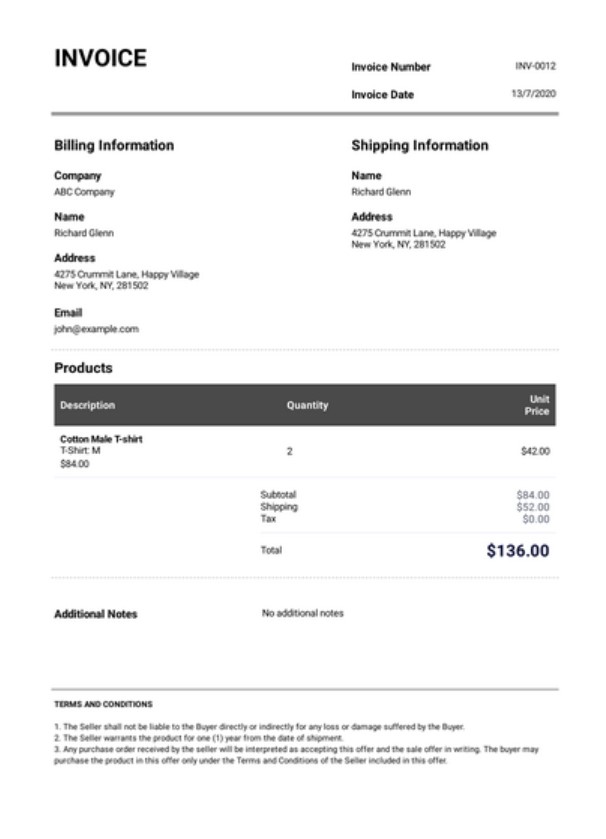 INVOICE
Invoice Number INV-0012
Invoice Date 13/7/2020
Billing Information
Company
ABC Company
Name
Richard Glenn
Address
4275 Crummit Lane, Happy Village
New York, NY, 281502
Email
john@example.com
Shipping Information
Name
Richard Glenn
Address
4275 Crummit Lane, Happy Village
New York, NY, 281502
Products
Description Quantity Unit Price
Cotton Male T-shirt
T-Shirt: M 2 $42.00
$84.00
Subtotal $84.00
Shipping $52.00
Tax $0.00
Total $136.00
Additional Notes No additional notes
TERMS AND CONDITIONS
1. The Seller shall not be liable to the Buyer directly or indirectly for any loss or damage suffered by the Buyer.
2. The Seller warrants the product for one (1) year from the date of shipment.
3. Any purchase order received by the seller will be interpreted as accepting this offer and the sale offer in writing. The buyer may
purchase the product in this offer only under the Terms and Conditions of the Seller included in this offer.